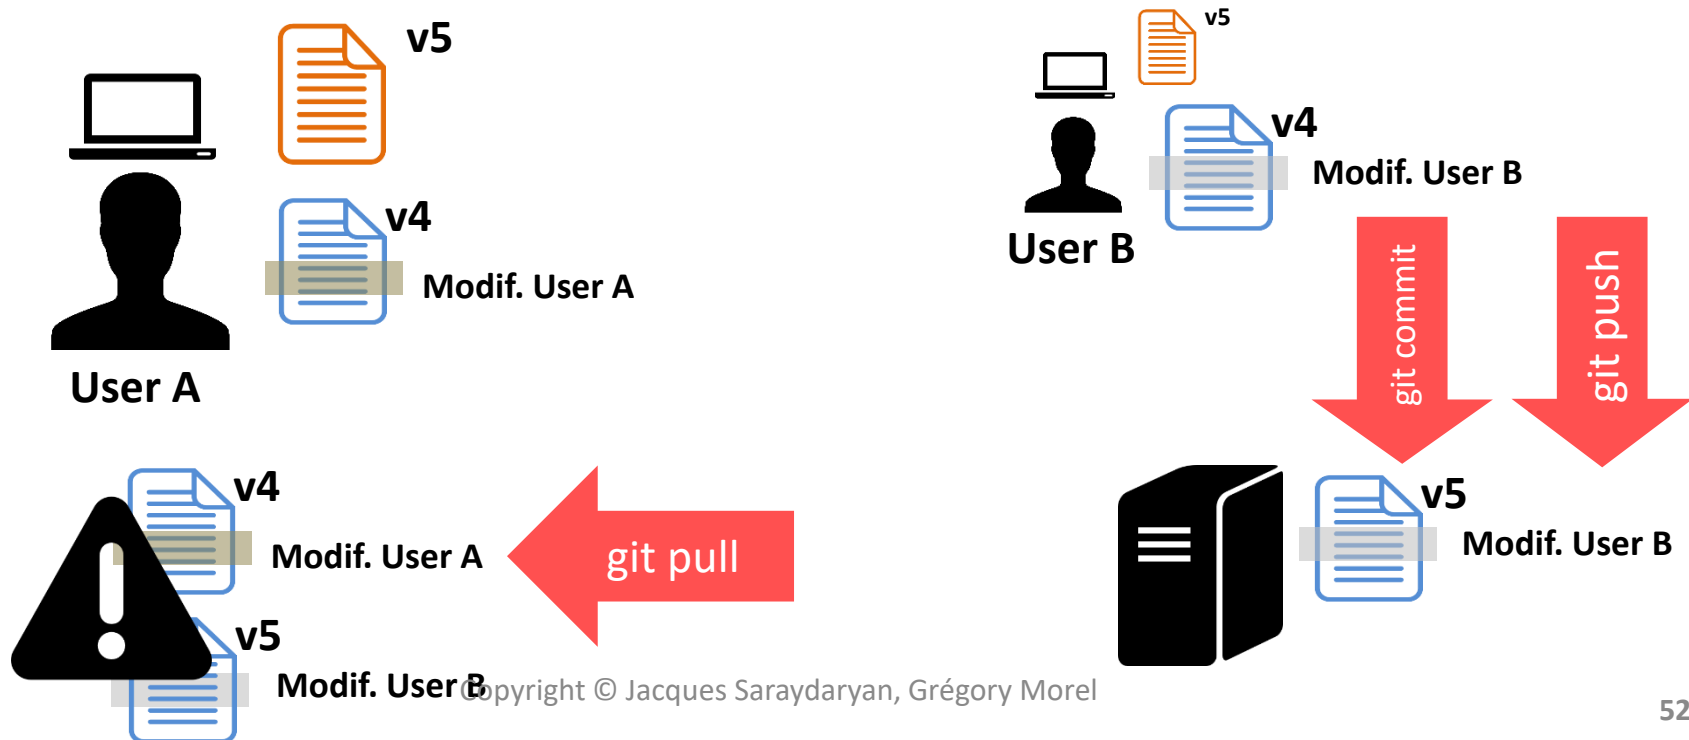 v5
v4
Modif. User A
User A
v5
v4
Modif. User B
User B
git commit
git push
v4
Modif. User A
git pull
v5
Modif. User B
v5
Modif. User B
Copyright © Jacques Saraydaryan, Grégory Morel
52